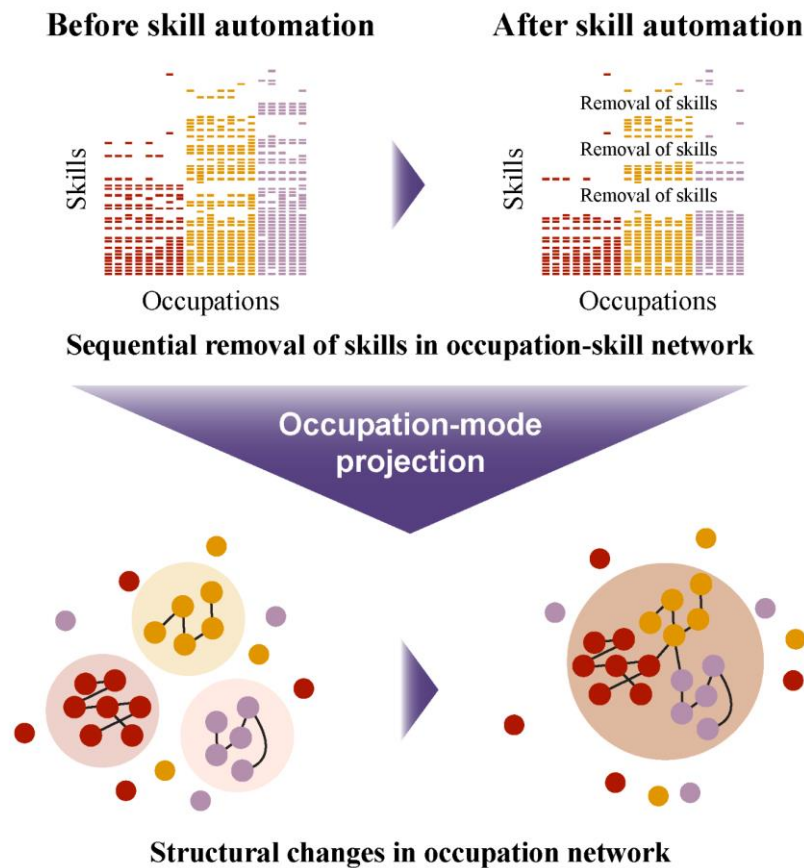 Before skill automation
After skill automation
Skills
Occupations
Removal of skills
Removal of skills
Removal of skills
Skills
Occupations
Sequential removal of skills in occupation-skill network
Occupation-mode
projection
Structural changes in occupation network